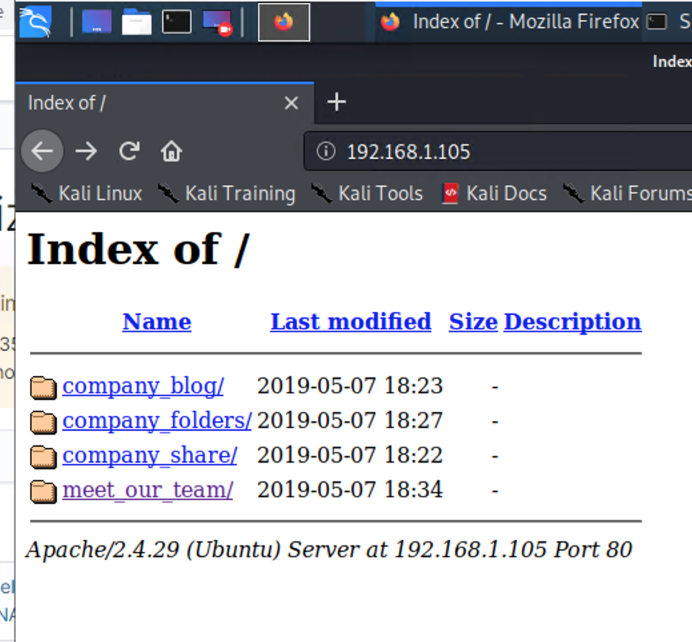 Index of / - Mozilla Firefox
S
Index
Index of /
192.168.1.105
Kali Linux Kali Training Kali Tools Kali Docs Kali Forums
Index of /
Name Last modified Size Description
company_blog/ 2019-05-07 18:23 -
company_folders/ 2019-05-07 18:27 -
company_share/ 2019-05-07 18:22 -
meet_our_team/ 2019-05-07 18:34 -
Apache/2.4.29 (Ubuntu) Server at 192.168.1.105 Port 80